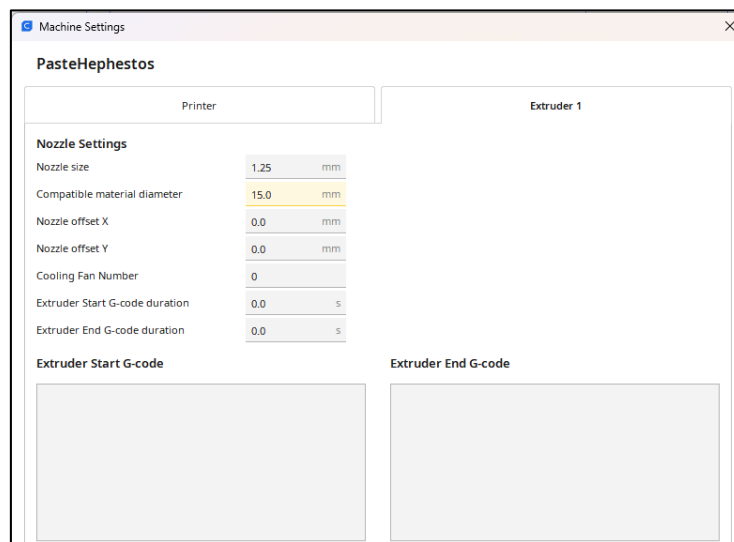 Machine Settings
PasteHephestos
Printer
Extruder 1
Nozzle Settings
Nozzle size 1.25 mm
Compatible material diameter 15.0 mm
Nozzle offset X 0.0 mm
Nozzle offset Y 0.0 mm
Cooling Fan Number 0
Extruder Start G-code duration 0.0 s
Extruder End G-code duration 0.0 s
Extruder Start G-code
Extruder End G-code